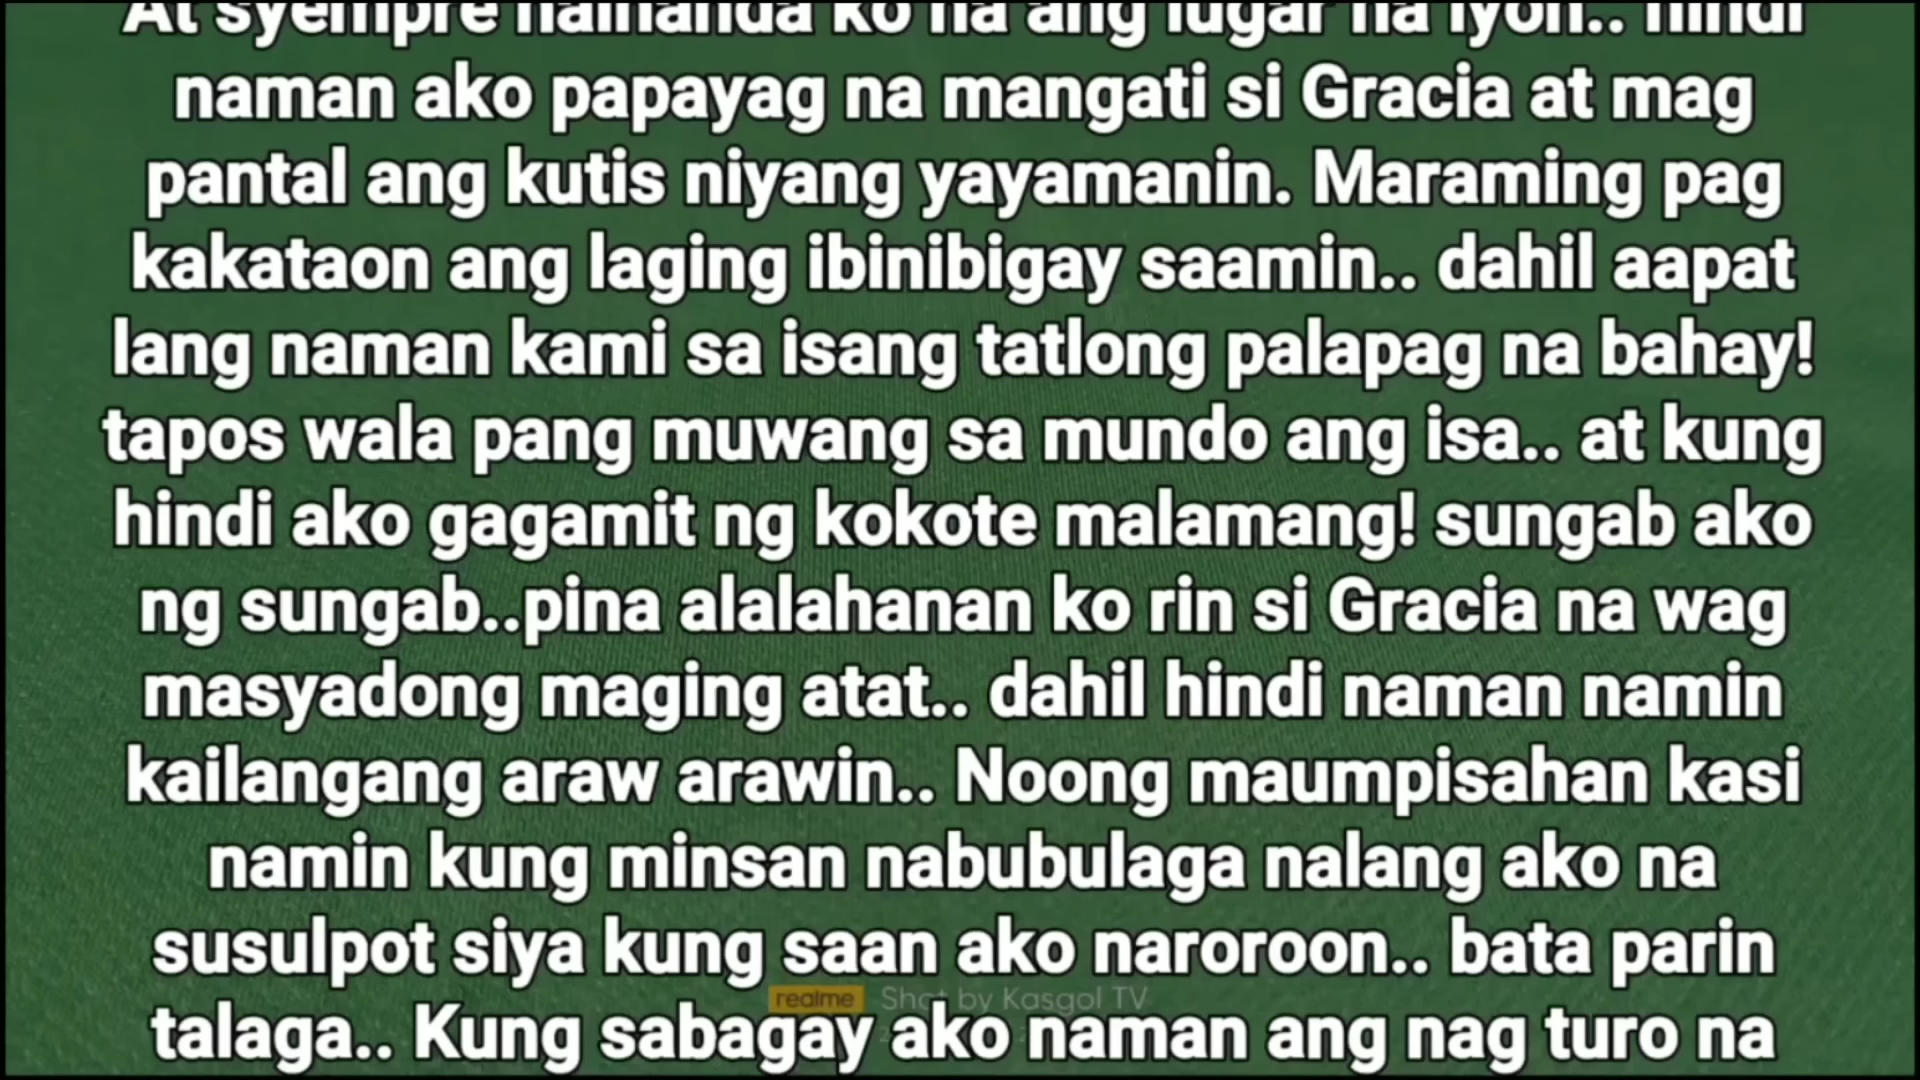 At syempre naihanda ko na ang lugar na iyon.. hindi
naman ako papayag na mangati si Gracia at mag
pantal ang kutis niyang yayamanin. Maraming pag
kakataon ang laging ibinibigay saamin.. dahil aapat
lang naman kami sa isang tatlong palapag na bahay!
tapos wala pang muwang sa mundo ang isa.. at kung
hindi ako gagamit ng kokote malamang! sungab ako
ng sungab..pina alalahanan ko rin si Gracia na wag
masyadong maging atat.. dahil hindi naman namin
kailangang araw arawin.. Noong maumpisahan kasi
namin kung minsan nabubulaga nalang ako na
susulpot siya kung saan ako naroroon.. bata parin
realme Shot by Kasgol TV
talaga.. Kung sabagay ako naman ang nag turo na